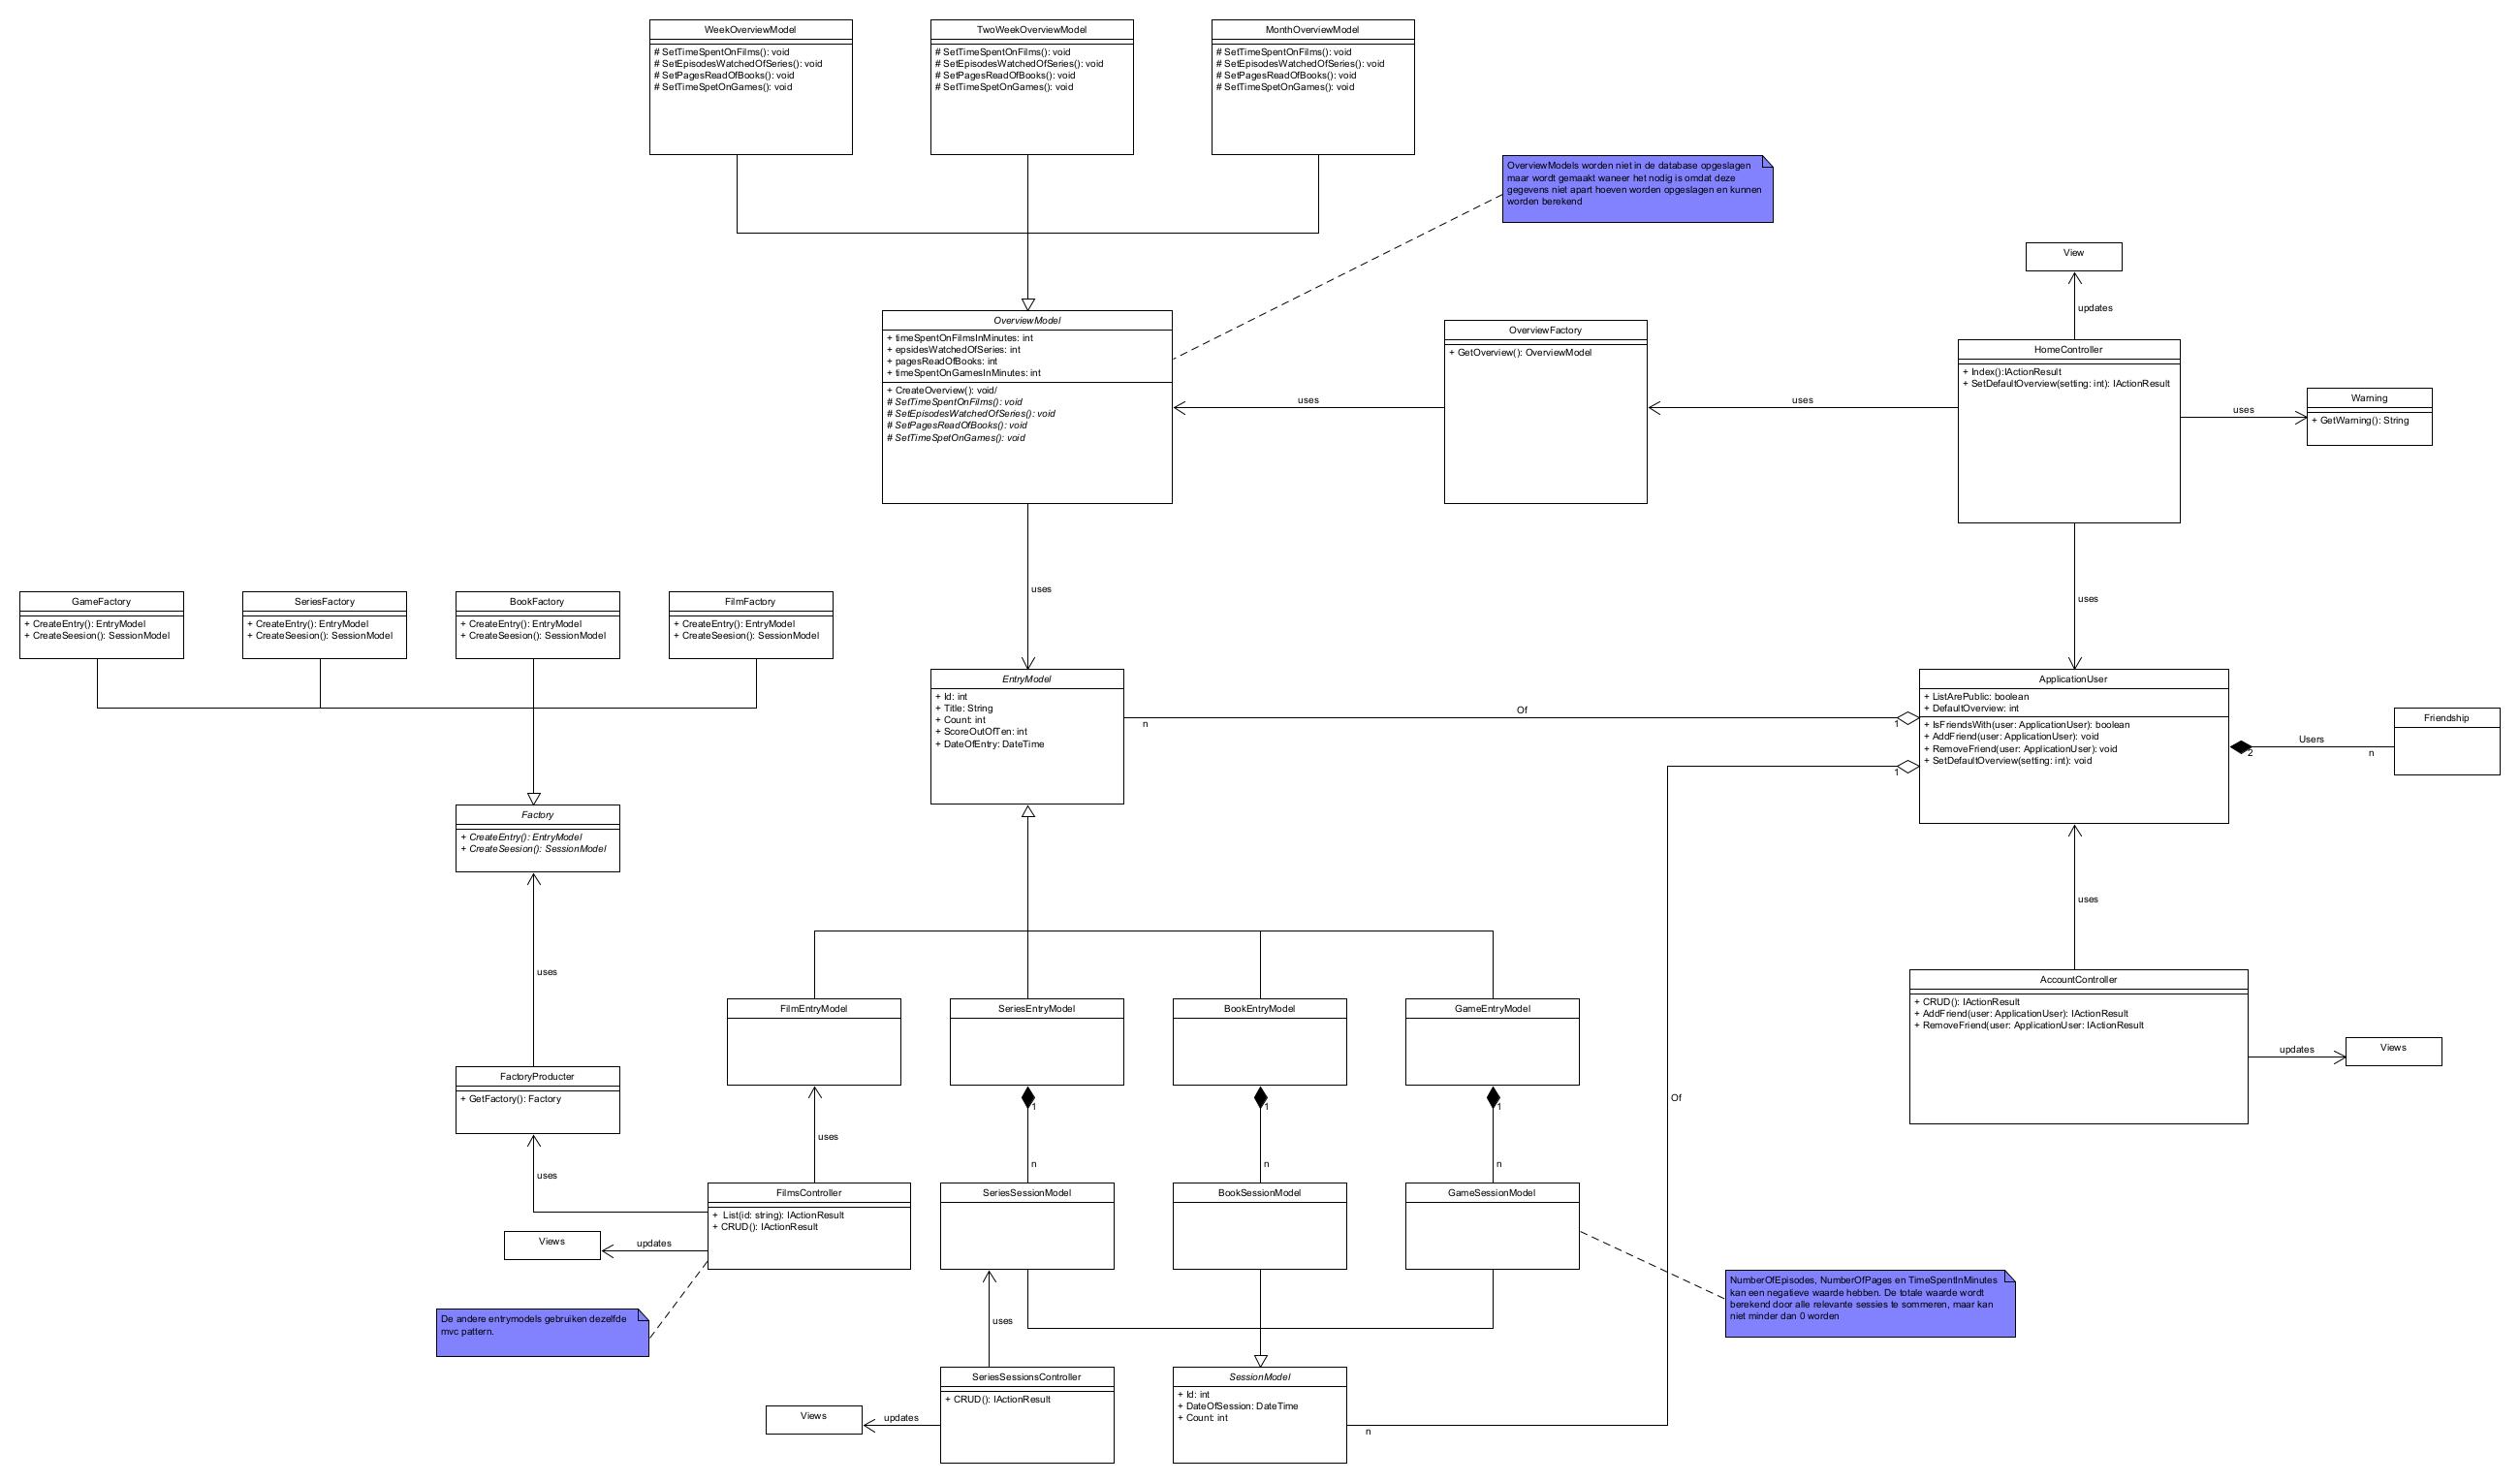 WeekOverviewModel
# SetTimeSpentOnFilms(): void
# SetEpisodesWatchedOfSeries(): void
# SetPagesReadOfBooks(): void
# SetTimeSpetOnGames(): void
TwoWeekOverviewModel
# SetTimeSpentOnFilms(): void
# SetEpisodesWatchedOfSeries(): void
# SetPagesReadOfBooks(): void
# SetTimeSpetOnGames(): void
MonthOverviewModel
# SetTimeSpentOnFilms(): void
# SetEpisodesWatchedOfSeries(): void
# SetPagesReadOfBooks(): void
# SetTimeSpetOnGames(): void
OverviewModels worden niet in de database opgeslagen
maar wordt gemaakt waneer het nodig is omdat deze
gegevens niet apart hoeven worden opgeslagen en kunnen
worden berekend
View
updates
OverviewModel
+ timeSpentOnFilmsInMinutes: int
+ epsidesWatchedOfSeries: int
+ pagesReadOfBooks: int
+ timeSpentOnGamesInMinutes: int
+ CreateOverview(): void/
# SetTimeSpentOnFilms(): void
# SetEpisodesWatchedOfSeries(): void
# SetPagesReadOfBooks(): void
# SetTimeSpetOnGames(): void
uses
OverviewFactory
+ GetOverview(): OverviewModel
uses
HomeController
+ Index():IActionResult
+ SetDefaultOverview(setting: int): IActionResult
uses
Warning
+ GetWarning(): String
uses
uses
GameFactory
+ CreateEntry(): EntryModel
+ CreateSeesion(): SessionModel
SeriesFactory
+ CreateEntry(): EntryModel
+ CreateSeesion(): SessionModel
BookFactory
+ CreateEntry(): EntryModel
+ CreateSeesion(): SessionModel
FilmFactory
+ CreateEntry(): EntryModel
+ CreateSeesion(): SessionModel
EntryModel
+ Id: int
+ Title: String
+ Count: int
+ ScoreOutOfTen: int
+ DateOfEntry: DateTime
n
Of
1
1
ApplicationUser
+ ListArePublic: boolean
+ DefaultOverview: int
+ IsFriendsWith(user: ApplicationUser): boolean
+ AddFriend(user: ApplicationUser): void
+ RemoveFriend(user: ApplicationUser): void
+ SetDefaultOverview(setting: int): void
2
Users
n
Friendship
Factory
+ CreateEntry(): EntryModel
+ CreateSeesion(): SessionModel
uses
uses
FactoryProducter
+ GetFactory(): Factory
FilmEntryModel
SeriesEntryModel
BookEntryModel
GameEntryModel
AccountController
+ CRUD(): IActionResult
+ AddFriend(user: ApplicationUser): IActionResult
+ RemoveFriend(user: ApplicationUser: IActionResult
updates
Views
Of
1
1
1
uses
uses
n
n
n
FilmsController
+  List(id: string): IActionResult
+ CRUD(): IActionResult
SeriesSessionModel
BookSessionModel
GameSessionModel
Views
updates
De andere entrymodels gebruiken dezelfde
mvc pattern.
NumberOfEpisodes, NumberOfPages en TimeSpentInMinutes
kan een negatieve waarde hebben. De totale waarde wordt
berekend door alle relevante sessies te sommeren, maar kan
niet minder dan 0 worden
uses
SeriesSessionsController
+ CRUD(): IActionResult
Views
updates
SessionModel
+ Id: int
+ DateOfSession: DateTime
+ Count: int
n